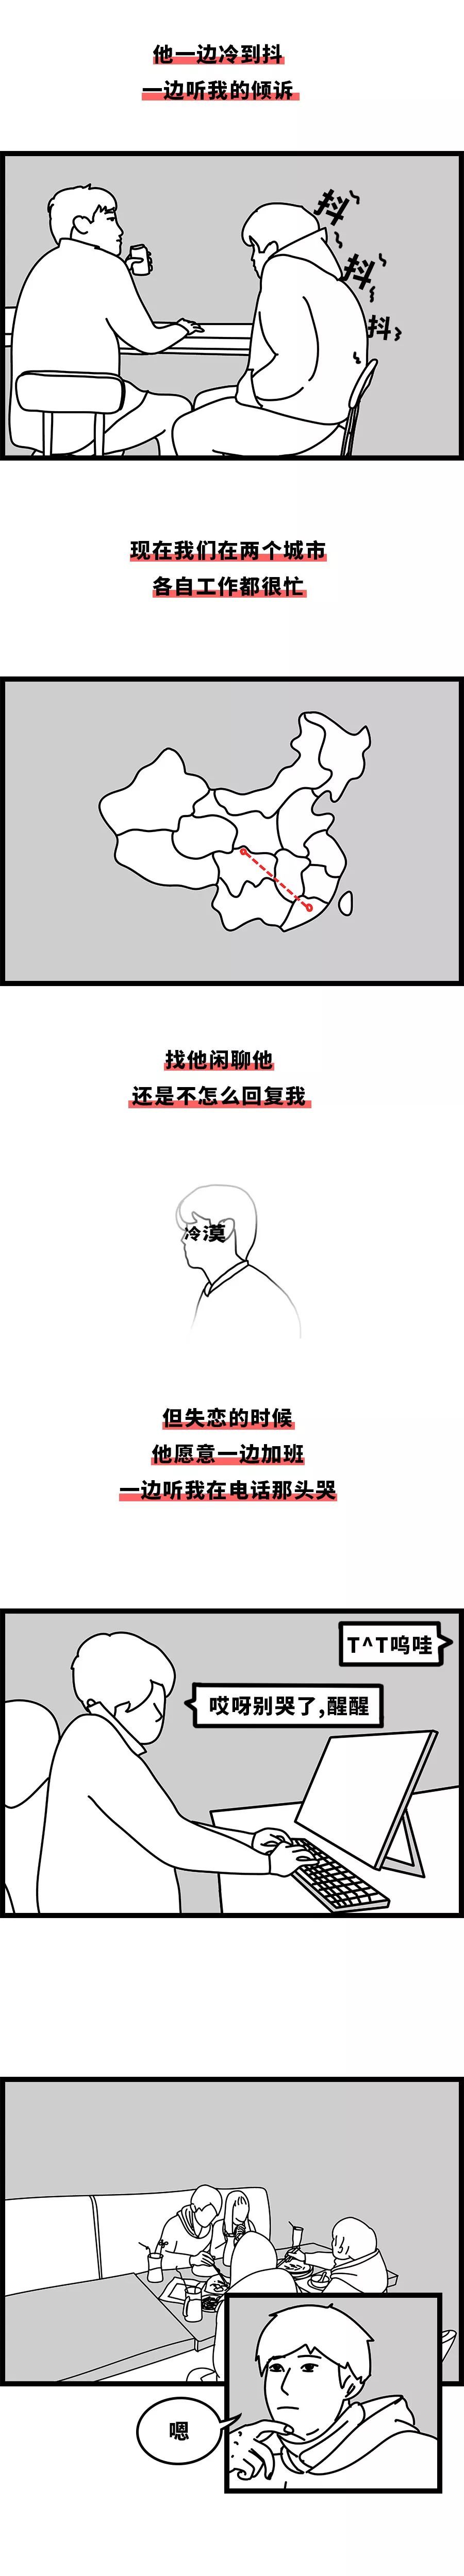 他一边冷到抖
一边听我的倾诉
抖
抖
抖
现在我们在两个城市
各自工作都很忙
找他闲聊他
还是不怎么回复我
冷漠
但失恋的时候
他愿意一边加班
一边听我在电话那头哭
T^T呜哇
哎呀别哭了,醒醒
嗯